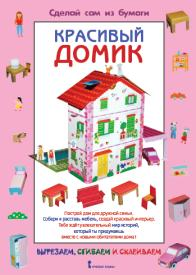 Сделай сам из бумаги
КРАСИВЫЙ
ДОМИК
Построй дом для дружной семьи.
Собери и расставь мебель, создай красивый интерьер.
Тебя ждёт увлекательный мир историй,
который ты придумаешь
вместе с новыми обитателями дома!
ВЫРЕЗАЕМ, СГИБАЕМ И СКЛЕИВАЕМ